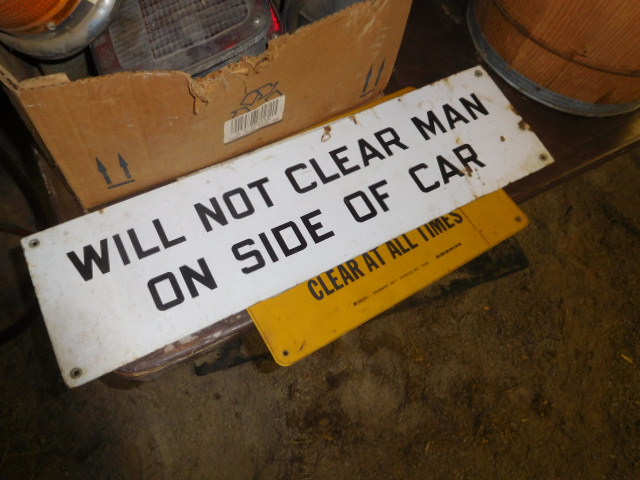 WILL NOT CLEAR MAN
ON SIDE OF CAR
CLEAR AT ALL TIMES